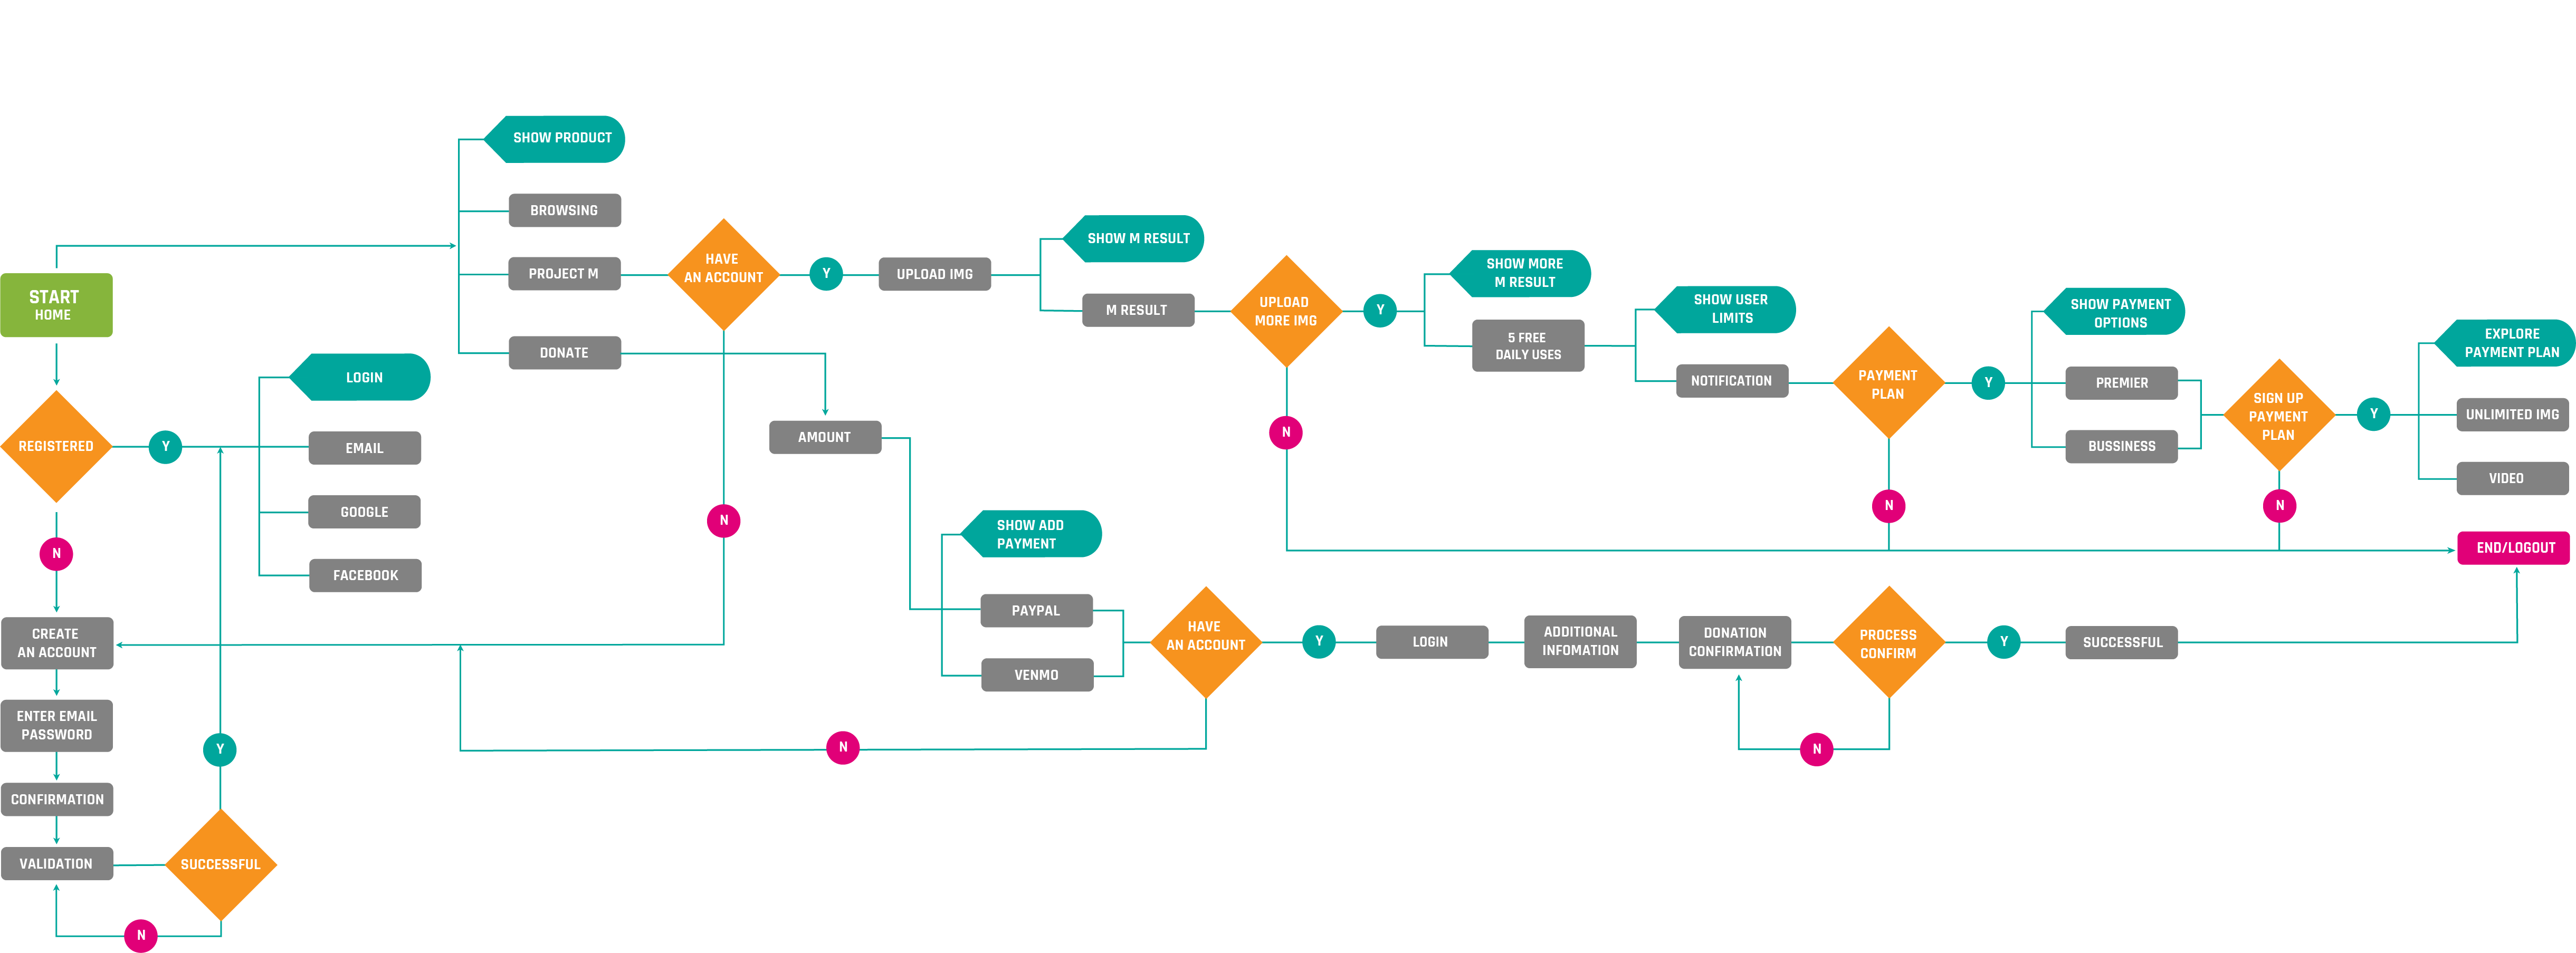 START
HOME
REGISTERED
Y
N
LOGIN
EMAIL
GOOGLE
FACEBOOK
CREATE
AN ACCOUNT
ENTER EMAIL
PASSWORD
CONFIRMATION
VALIDATION
SUCCESSFUL
Y
N
SHOW PRODUCT
BROWSING
PROJECT M
DONATE
HAVE
AN ACCOUNT
Y
N
UPLOAD IMG
SHOW M RESULT
M RESULT
UPLOAD
MORE IMG
Y
N
SHOW MORE
M RESULT
5 FREE
DAILY USES
SHOW USER
LIMITS
NOTIFICATION
PAYMENT
PLAN
Y
N
SHOW PAYMENT
OPTIONS
PREMIER
BUSSINESS
SIGN UP
PAYMENT
PLAN
Y
N
EXPLORE
PAYMENT PLAN
UNLIMITED IMG
VIDEO
END/LOGOUT
AMOUNT
SHOW ADD
PAYMENT
PAYPAL
VENMO
HAVE
AN ACCOUNT
Y
N
LOGIN
ADDITIONAL
INFOMATION
DONATION
CONFIRMATION
PROCESS
CONFIRM
Y
N
SUCCESSFUL